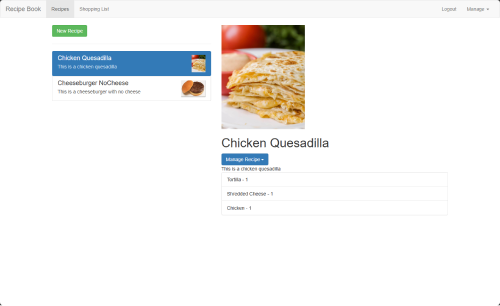 Recipe Book Recipes Shopping List Logout Manage
New Recipe
Chicken Quesadilla
This is a chicken quesadilla
Cheeseburger NoCheese
This is a cheeseburger with no cheese
Chicken Quesadilla
Manage Recipe
This is a chicken quesadilla
Tortilla - 1
Shredded Cheese - 1
Chicken - 1